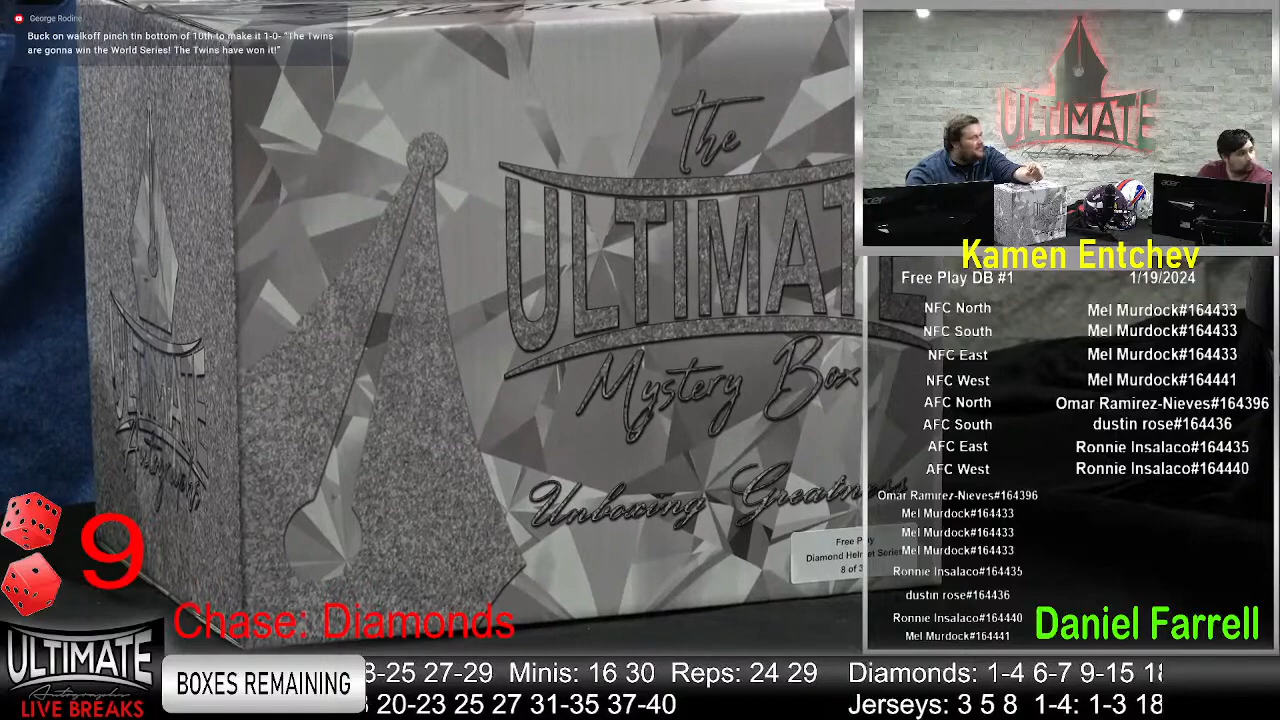 George Rodine
Buck on walkoff pinch tin bottom of 10th to make it 1-0- "The Twins
are gonna win the World Series! The Twins have won it!"
The
ULTIMATE
Mystery Box
Unboxing
Free
Diamond Helmet Series
8 of
ULTIMATE
ULTIMATE
acer
Kamen Entchev
Free Play DB #1 1/19/2024
NFC North Mel Murdock#164433
NFC South Mel Murdock#164433
NFC East Mel Murdock#164433
NFC West Mel Murdock#164441
AFC North Omar Ramirez-Nieves#164396
AFC South dustin rose#164436
AFC East Ronnie Insalaco#164435
AFC West Ronnie Insalaco#164440
Omar Ramirez-Nieves#164396
Mel Murdock#164433
Mel Murdock#164433
Mel Murdock#164433
Ronnie Insalaco#164435
dustin rose#164436
Ronnie Insalaco#164440
Mel Murdock#164441
Daniel Farrell
9
Chase: Diamonds
ULTIMATE
Autographs
LIVE BREAKS
BOXES REMAINING
-25 27-29 Minis: 16 30 Reps: 24 29 Diamonds: 1-4 6-7 9-15
20-23 25 27 31-35 37-40 Jerseys: 3 5 8 1-4: 1-3 18